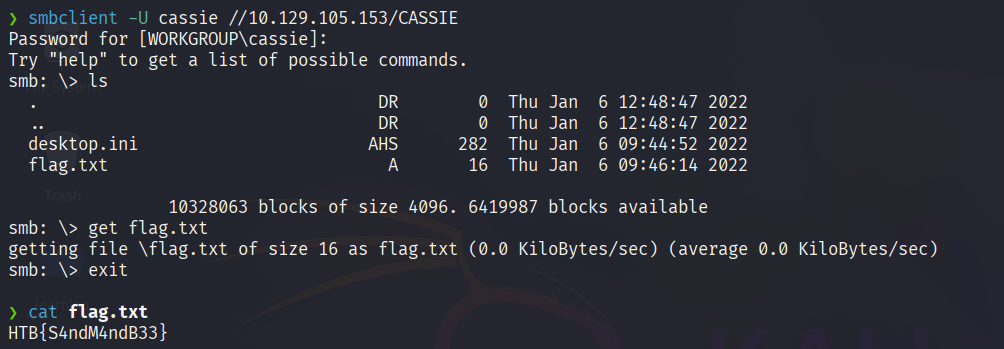 ❯ smbclient -U cassie //10.129.105.153/CASSIE
Password for [WORKGROUP\cassie]:
Try "help" to get a list of possible commands.
smb: \> ls
  .                                  DR        0  Thu Jan  6 12:48:47 2022
  ..                                 DR        0  Thu Jan  6 12:48:47 2022
  desktop.ini                       AHS      282  Thu Jan  6 09:44:52 2022
  flag.txt                            A       16  Thu Jan  6 09:46:14 2022
Trash
                10328063 blocks of size 4096. 6419987 blocks available
smb: \> get flag.txt
getting file \flag.txt of size 16 as flag.txt (0.0 KiloBytes/sec) (average 0.0 KiloBytes/sec)
smb: \> exit
❯ cat flag.txt
HTB{S4ndM4ndB33}